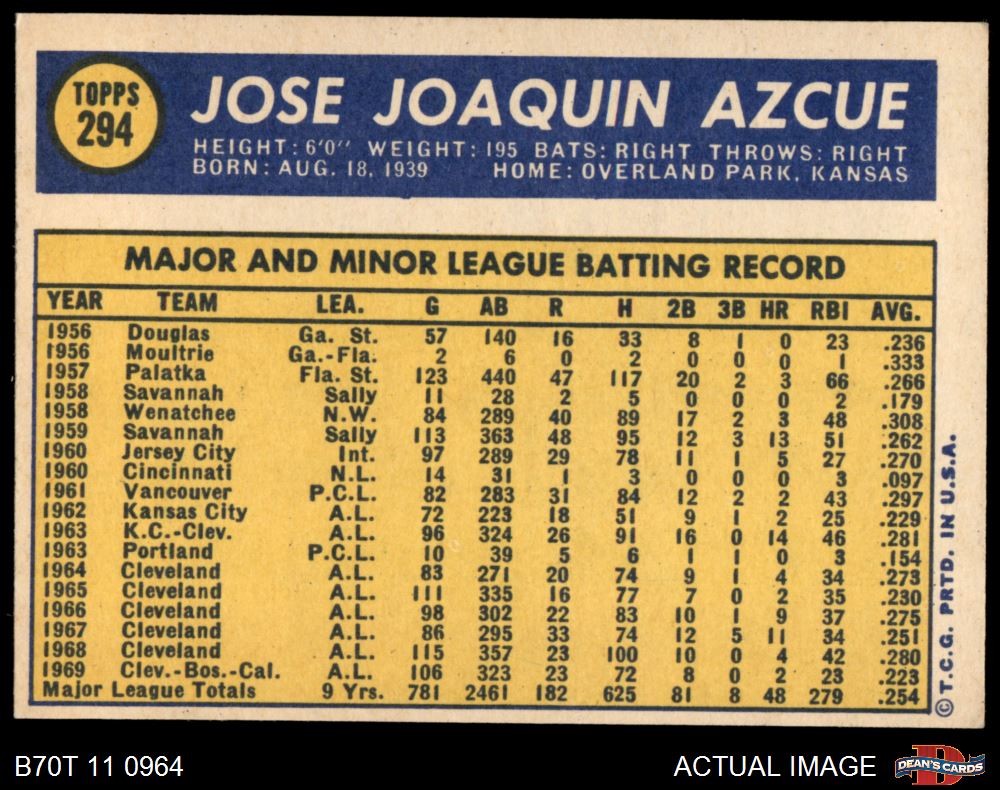 TOPPS
294
JOSE JOAQUIN AZCUE
HEIGHT: 6'0" WEIGHT: 195 BATS: RIGHT THROWS: RIGHT
BORN: AUG. 18, 1939 HOME: OVERLAND PARK, KANSAS
MAJOR AND MINOR LEAGUE BATTING RECORD
YEAR TEAM LEA. G AB R H 2B 3B HR RBI AVG.
1956 Douglas Ga. St. 57 140 16 33 8 1 0 23 .236
1956 Moultrie Ga.-Fla. 2 6 0 2 0 0 0 1 .333
1957 Palatka Fla. St. 123 440 47 117 20 2 3 66 .266
1958 Savannah Sally 11 28 2 5 0 0 0 2 .179
1958 Wenatchee N.W. 84 289 40 89 17 2 3 48 .308
1959 Savannah Sally 113 363 48 95 12 3 13 51 .262
1960 Jersey City Int. 97 289 29 78 11 1 5 27 .270
1960 Cincinnati N.L. 14 31 1 3 0 0 0 3 .097
1961 Vancouver P.C.L. 82 283 31 84 12 2 2 43 .297
1962 Kansas City A.L. 72 223 18 51 9 1 2 25 .229
1963 K.C.-Clev. A.L. 96 324 26 91 16 0 14 46 .281
1963 Portland P.C.L. 10 39 5 6 1 1 0 3 .154
1964 Cleveland A.L. 83 271 20 74 9 1 4 34 .273
1965 Cleveland A.L. 111 335 16 77 7 0 2 35 .230
1966 Cleveland A.L. 98 302 22 83 10 1 9 37 .275
1967 Cleveland A.L. 86 295 33 74 12 5 11 34 .251
1968 Cleveland A.L. 115 357 23 100 10 0 4 42 .280
1969 Clev.-Bos.-Cal. A.L. 106 323 23 72 8 0 2 23 .223
Major League Totals 9 Yrs. 781 2461 182 625 81 8 48 279 .254
©T.C.G. PRTD. IN U.S.A.
B70T 11 0964
ACTUAL IMAGE
DEAN'S CARDS